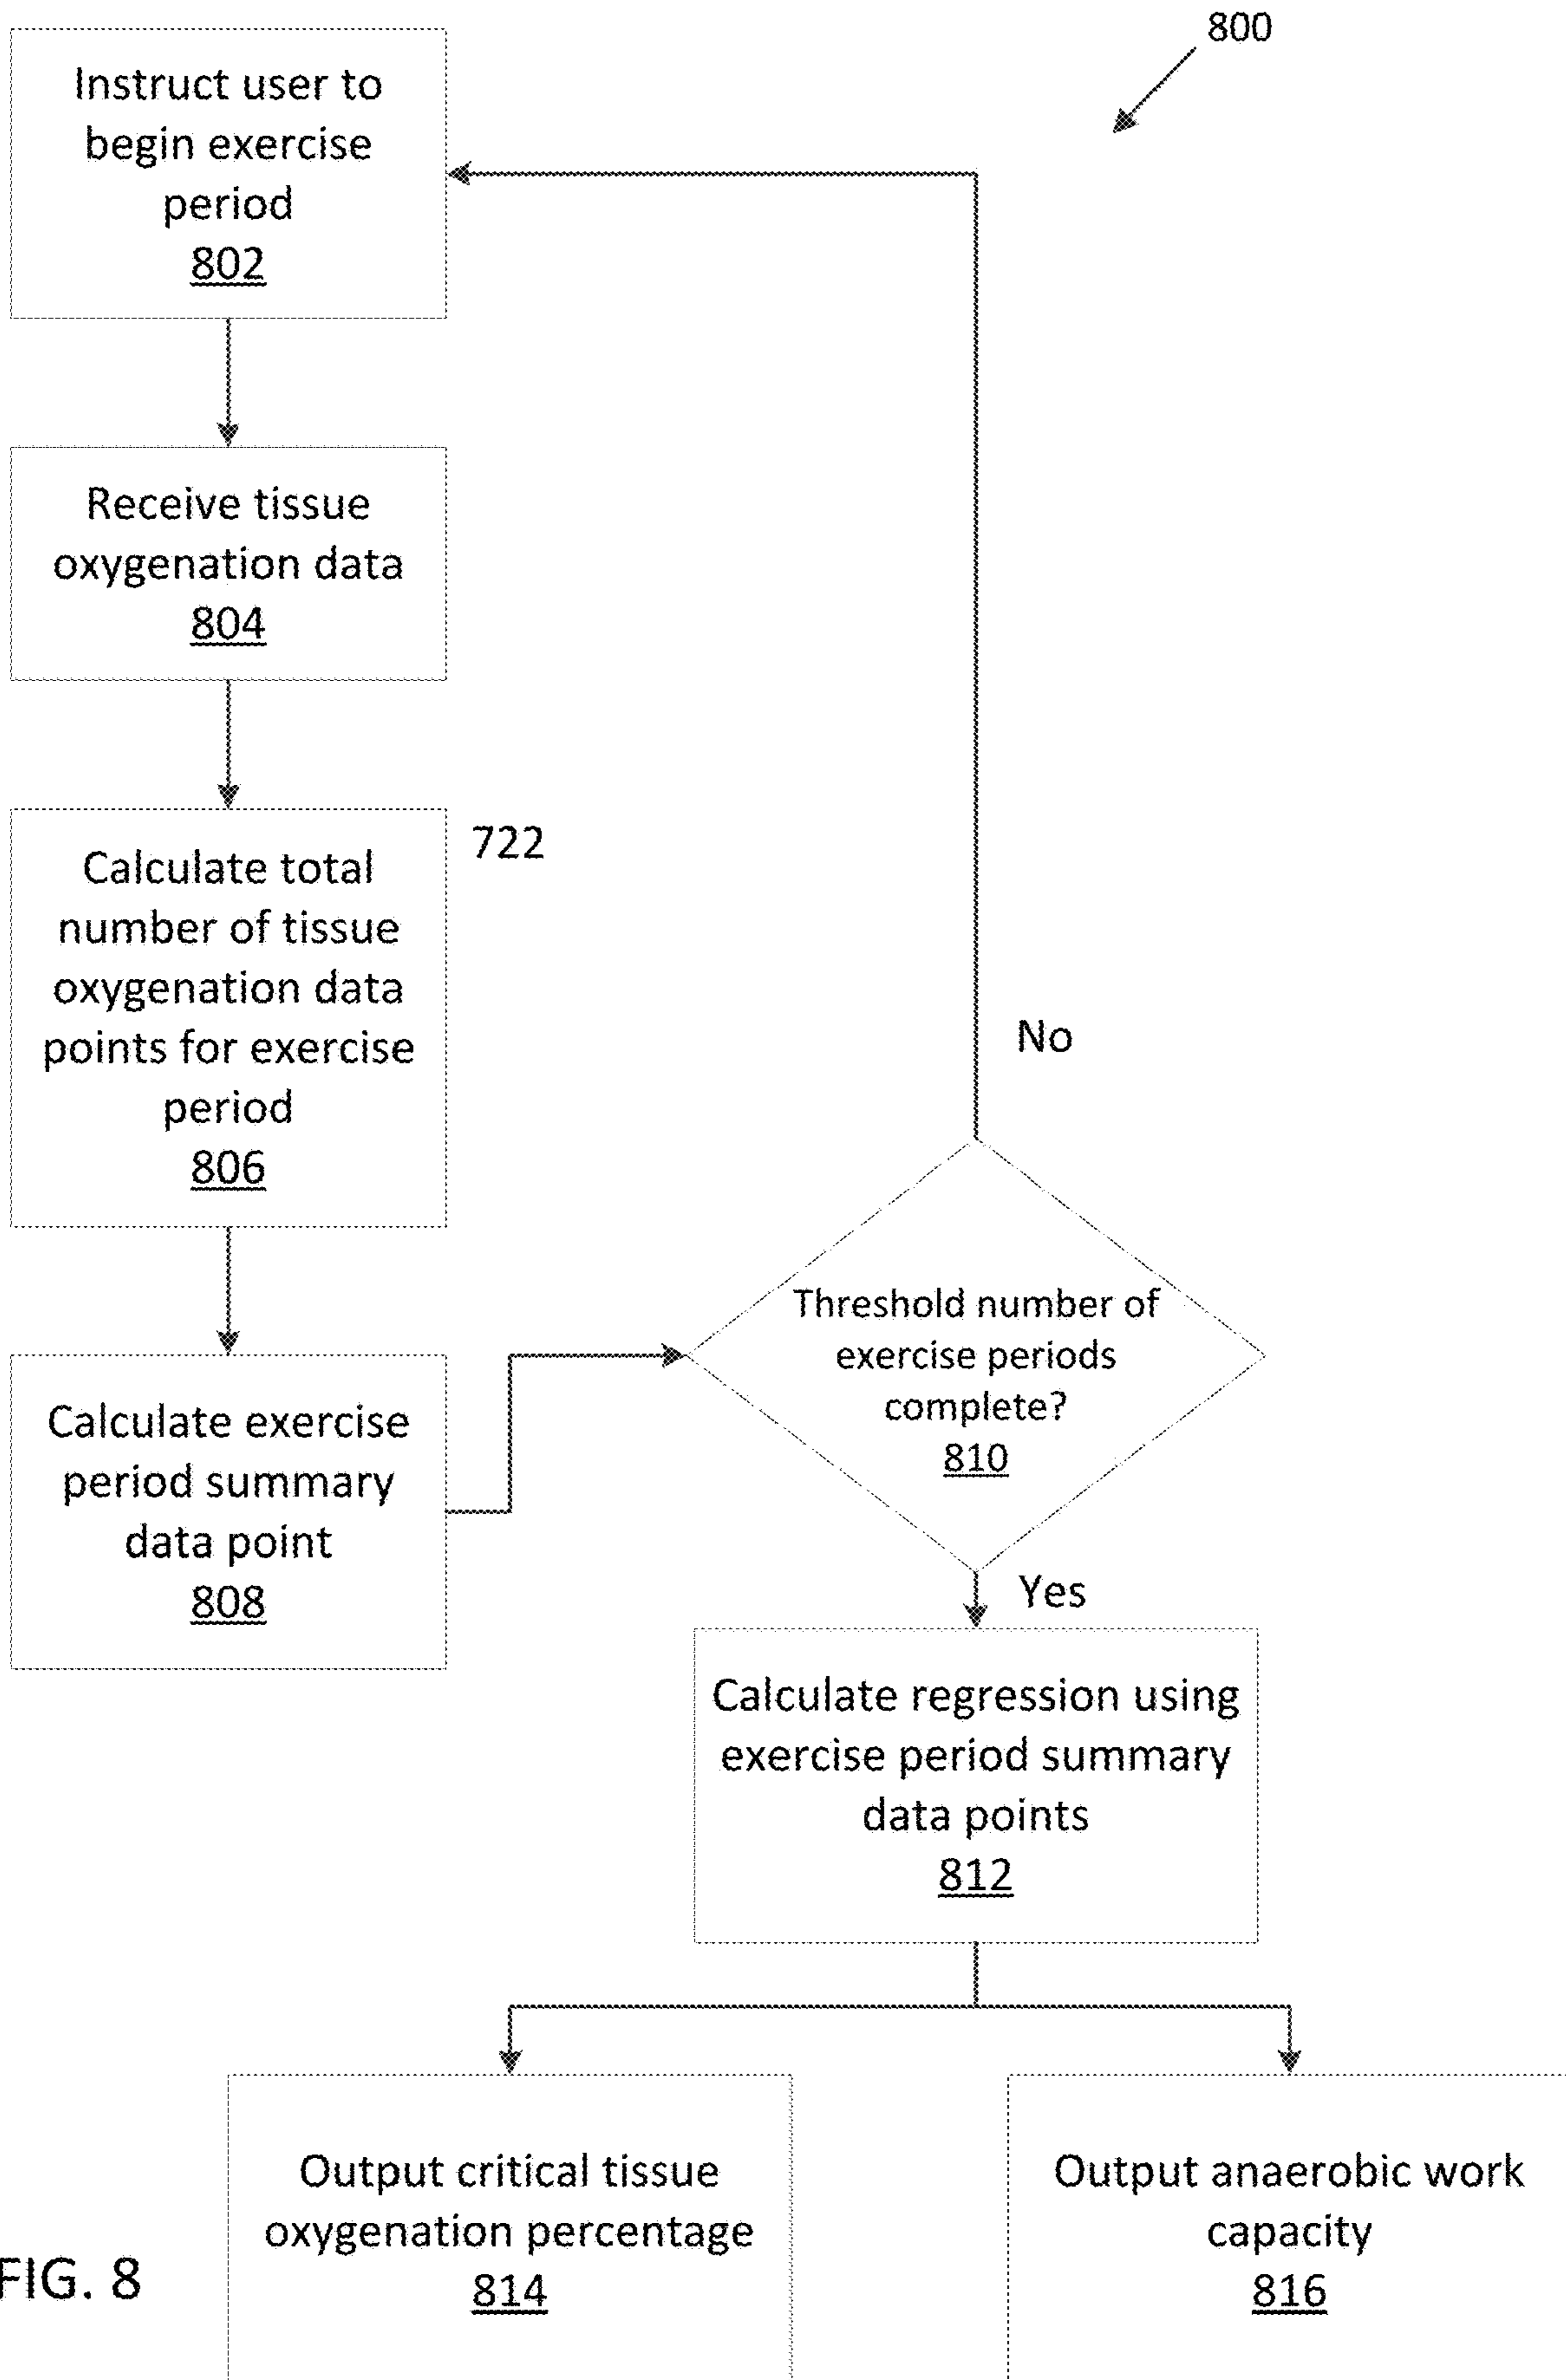 800
Instruct user to
begin exercise
period
802
Receive tissue
oxygenation data
804
722
Calculate total
number of tissue
oxygenation data
points for exercise
period
806
No
Threshold number of
exercise periods
complete?
810
Calculate exercise
period summary
data point
808
Yes
Calculate regression using
exercise period summary
data points
812
Output critical tissue
oxygenation percentage
814
Output anaerobic work
capacity
816
FIG. 8